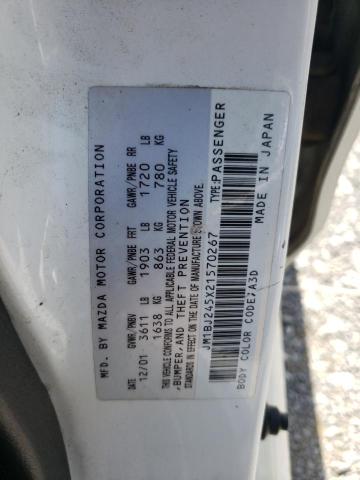 MFD. BY MAZDA MOTOR CORPORATION
GVWR/PNBV GAWR/PNBE FRT GAWR/PNBE RR
12/01 3611 LB 1903 LB 1720 LB
1638 KG 863 KG 780 KG
THIS VEHICLE CONFORMS TO ALL APPLICABLE FEDERAL MOTOR VEHICLE SAFETY
, BUMPER, AND THEFT PREVENTION
STANDARDS IN EFFECT ON THE DATE OF MANUFACTURE SHOWN ABOVE.
JM1BJ245X21570267 TYPE:PASSENGER
BODY COLOR CODE:A3D MADE IN JAPAN